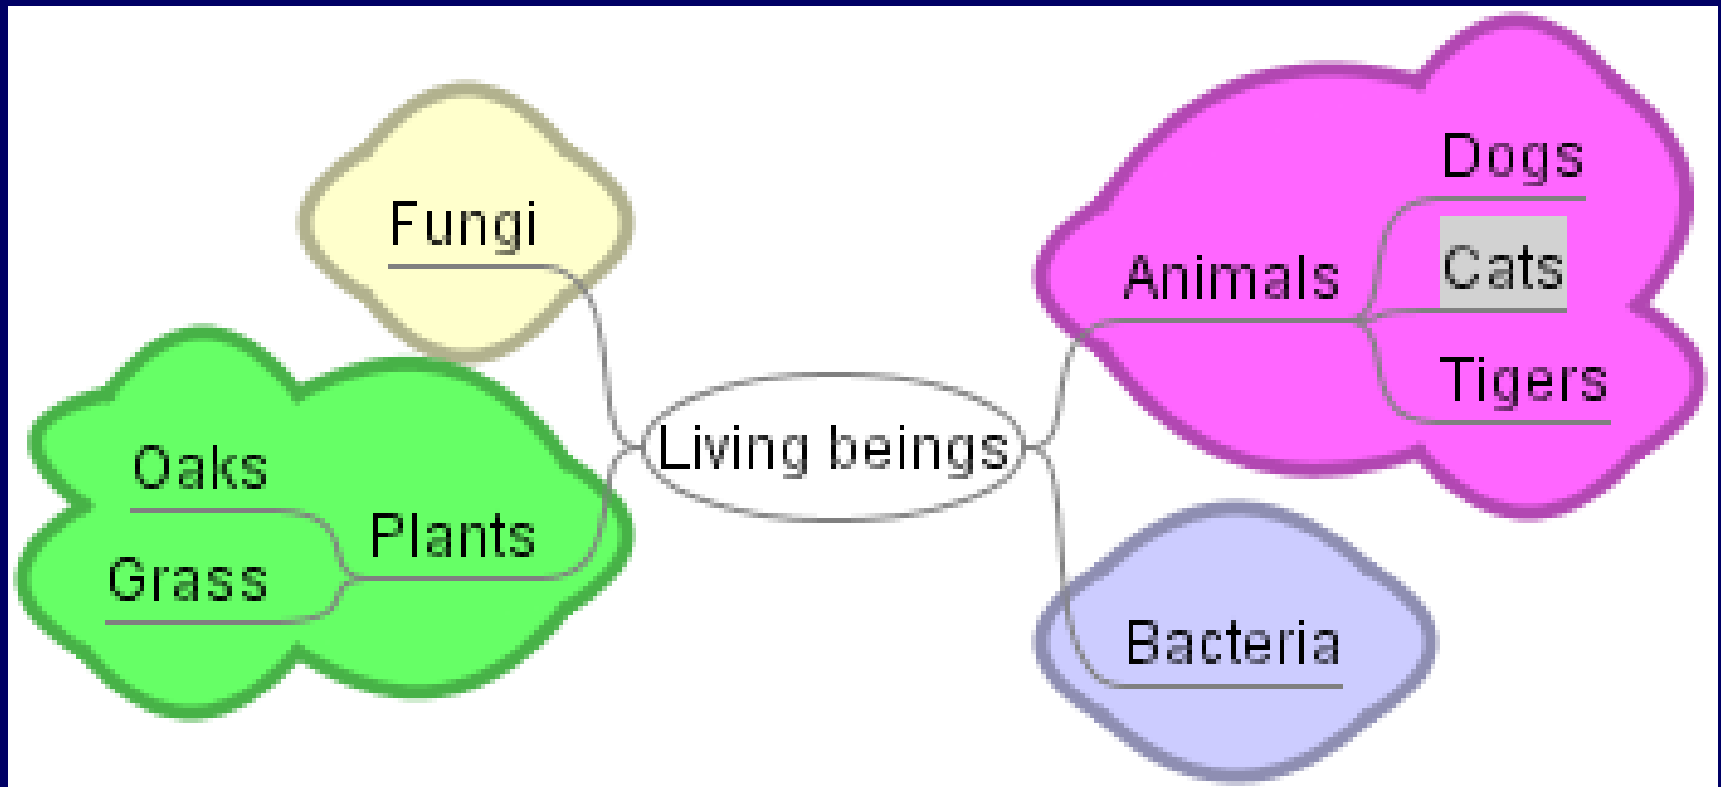 Fungi
Oaks
Plants
Grass
Living beings
Animals
Dogs
Cats
Tigers
Bacteria